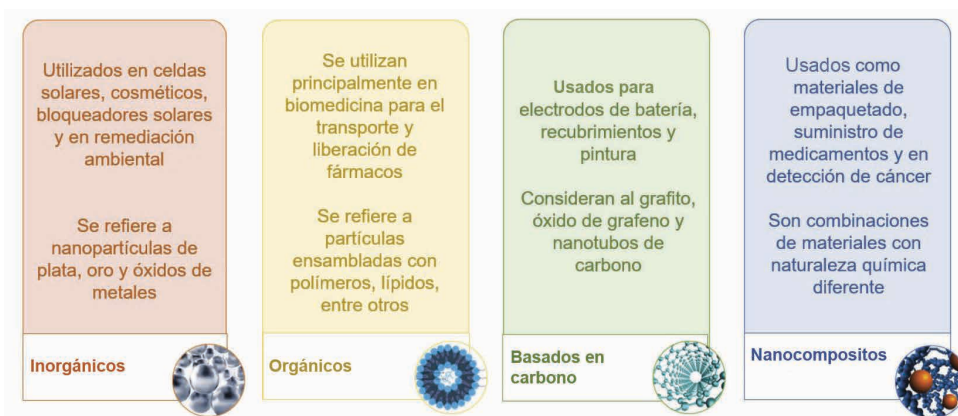 Utilizados en celdas
solares, cosméticos,
bloqueadores solares
y en remediación
ambiental
Se refiere a
nanopartículas de
plata, oro y óxidos de
metales
Inorgánicos
Se utilizan
principalmente en
biomedicina para el
transporte y
liberación de
fármacos
Se refiere a
partículas
ensambladas con
polímeros, lípidos,
entre otros
Orgánicos
Usados para
electrodos de batería,
recubrimientos y
pintura
Consideran al grafito,
óxido de grafeno y
nanotubos de
carbono
Basados en
carbono
Usados como
materiales de
empaquetado,
suministro de
medicamentos y en
detección de cáncer
Son combinaciones
de materiales con
naturaleza química
diferente
Nanocompositos